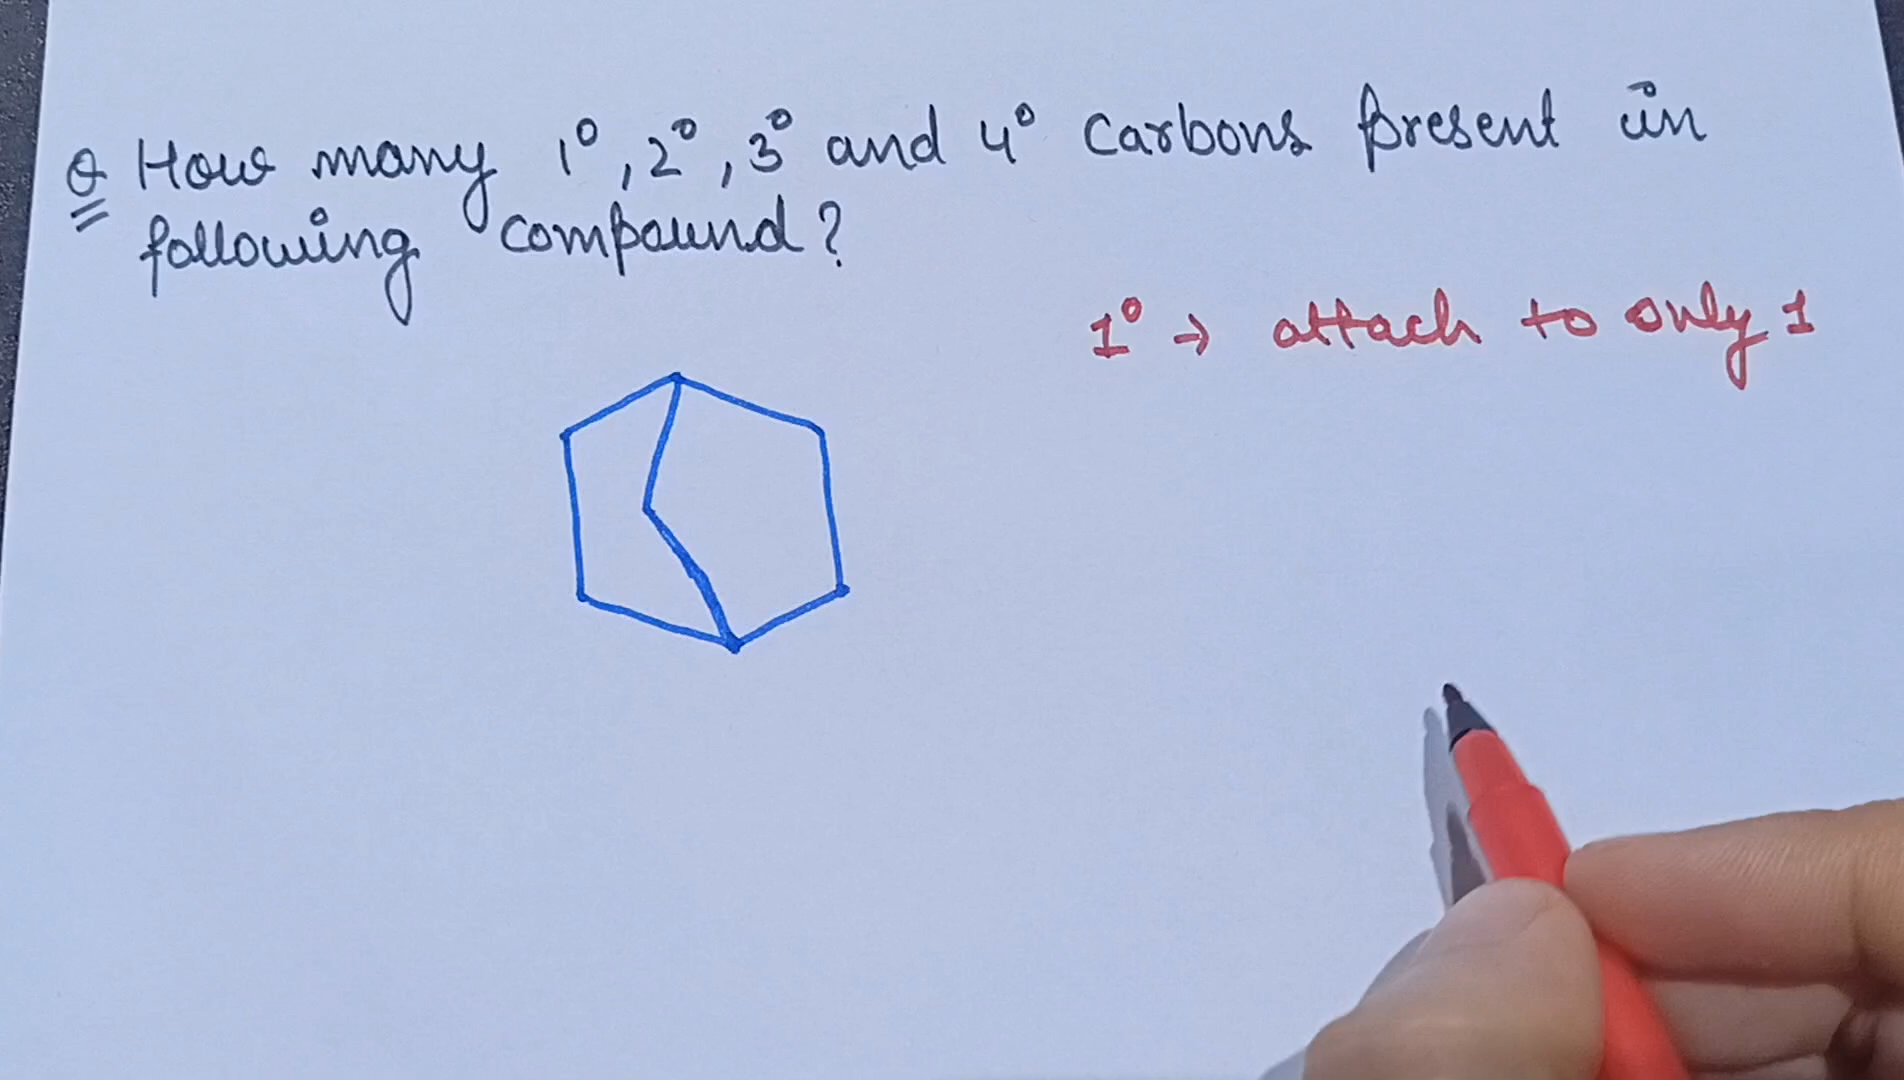 Q How many 1°, 2°, 3° and 4° carbons present in
following compound?
1° → attach to only 1